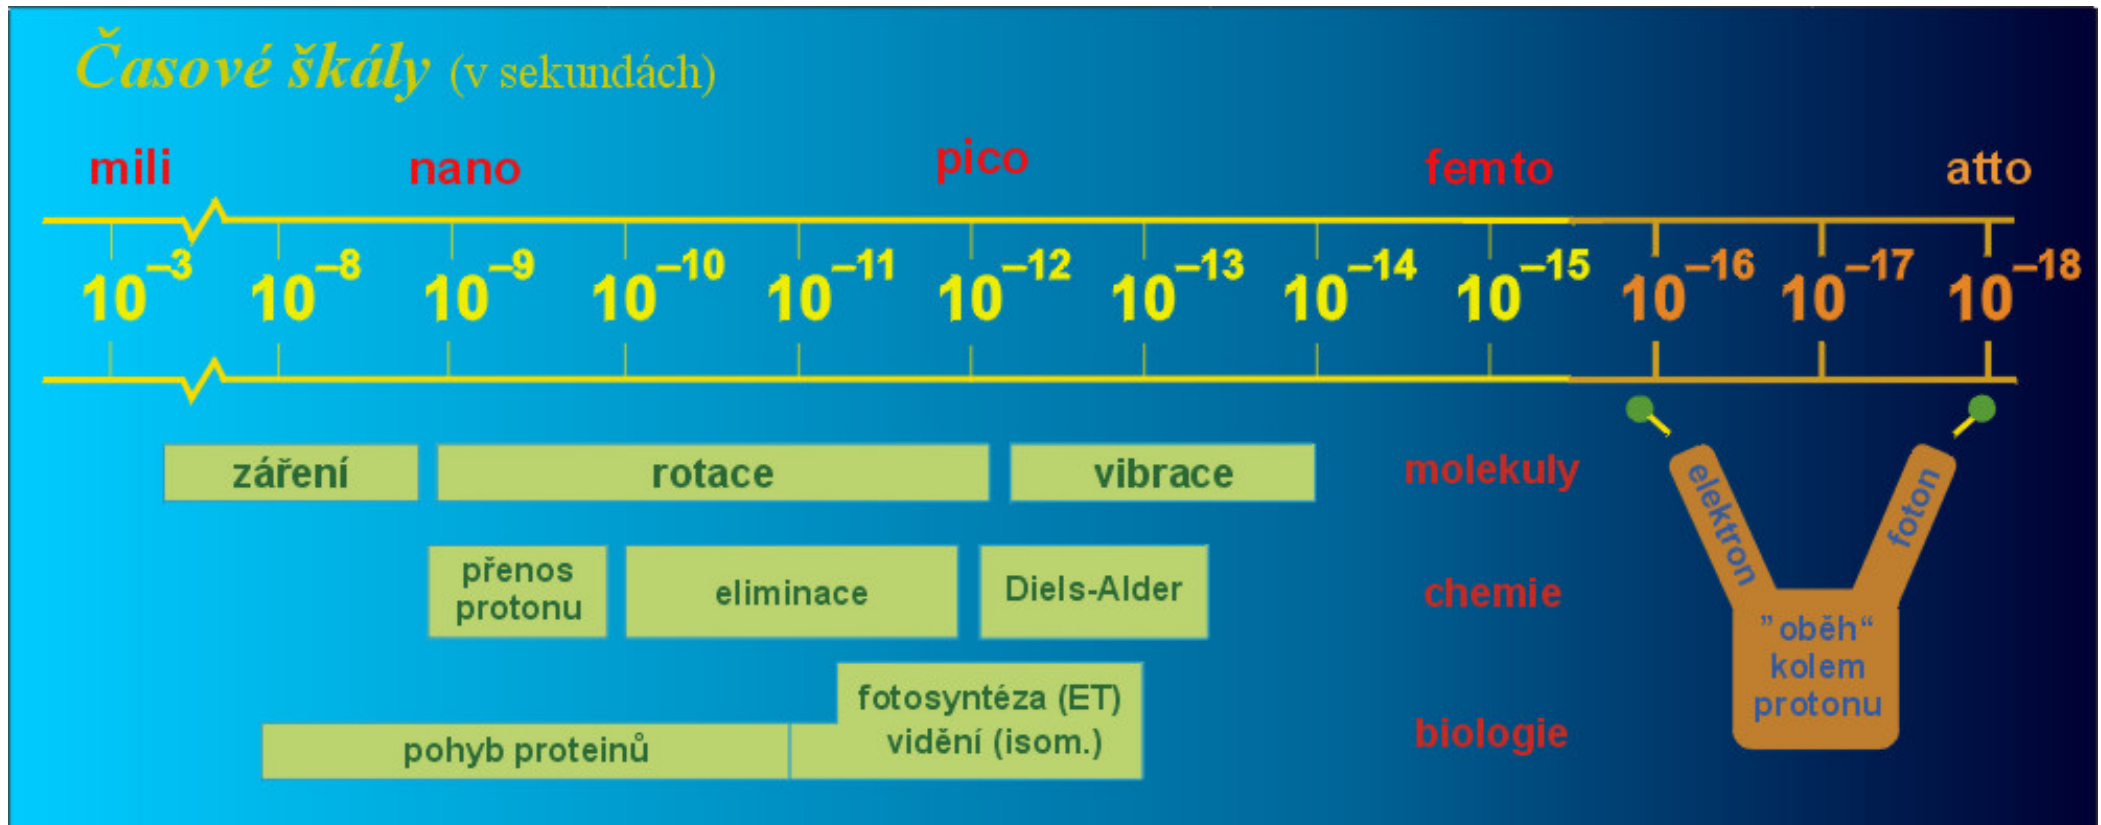 Časové škály (v sekundách)
mili nano pico femto atto
10⁻³ 10⁻⁸ 10⁻⁹ 10⁻¹⁰ 10⁻¹¹ 10⁻¹² 10⁻¹³ 10⁻¹⁴ 10⁻¹⁵ 10⁻¹⁶ 10⁻¹⁷ 10⁻¹⁸
záření rotace vibrace molekuly
přenos
protonu
eliminace
Diels-Alder
chemie
fotosyntéza (ET)
vidění (isom.)
pohyb proteinů
biologie
elektron
foton
”oběh“
kolem
protonu